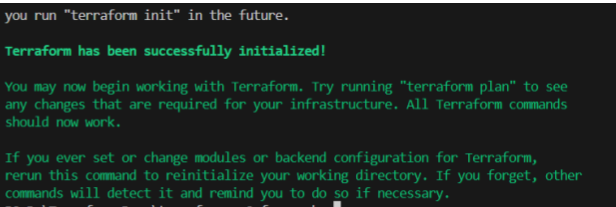 you run "terraform init" in the future.
Terraform has been successfully initialized!
You may now begin working with Terraform. Try running "terraform plan" to see
any changes that are required for your infrastructure. All Terraform commands
should now work.
If you ever set or change modules or backend configuration for Terraform,
rerun this command to reinitialize your working directory. If you forget, other
commands will detect it and remind you to do so if necessary.